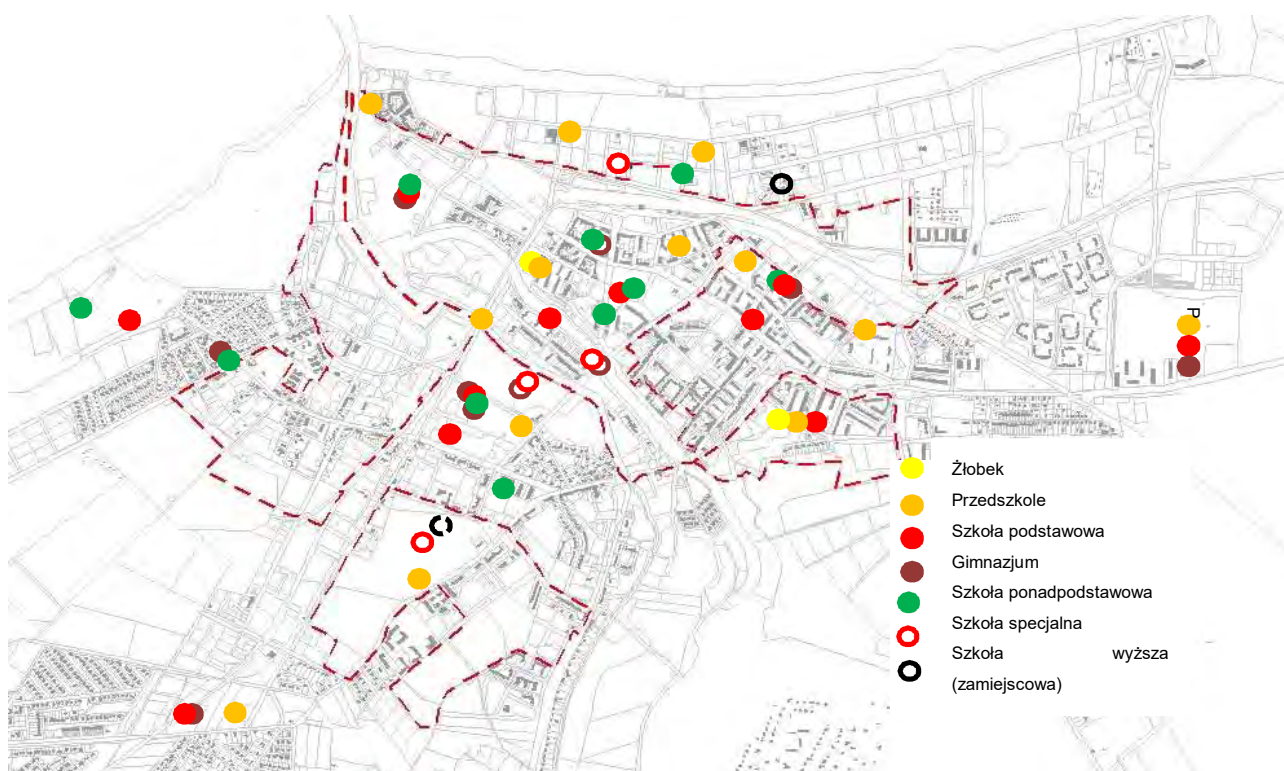 P
Żłobek
Przedszkole
Szkoła podstawowa
Gimnazjum
Szkoła ponadpodstawowa
Szkoła specjalna
Szkoła wyższa
(zamiejscowa)